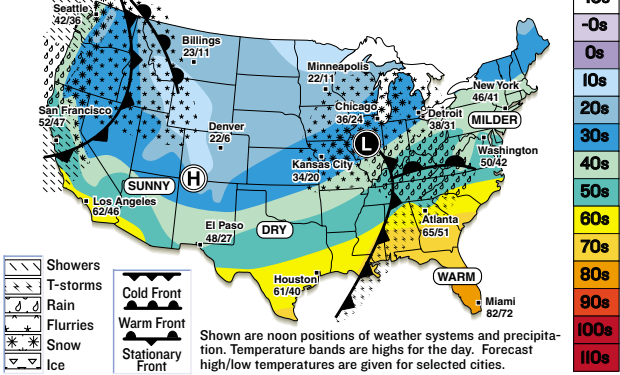 Seattle
42/36
Billings
23/11
Minneapolis
22/11
New York
46/41
San Francisco
52/47
Chicago
36/24
Detroit
38/31
MILDER
Denver
22/6
L
Washington
50/42
Kansas City
34/20
H
SUNNY
Los Angeles
62/46
El Paso
48/27
DRY
Atlanta
65/51
Houston
61/40
WARM
Miami
82/72
Showers
T-storms
Rain
Flurries
Snow
Ice
Cold Front
Warm Front
Stationary
Front
Shown are noon positions of weather systems and precipita-
tion. Temperature bands are highs for the day. Forecast
high/low temperatures are given for selected cities.
-0s
0s
10s
20s
30s
40s
50s
60s
70s
80s
90s
100s
110s